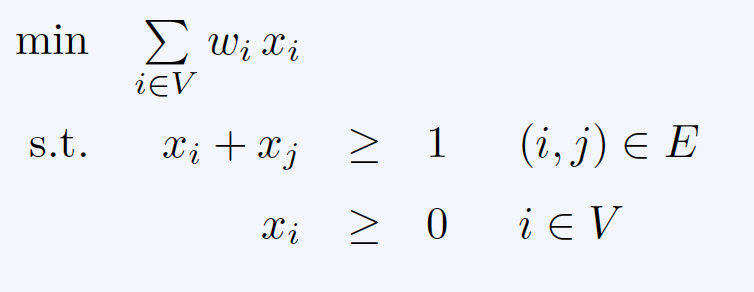 min ∑_{i∈V} w_i x_i
s.t. x_i + x_j ≥ 1 (i, j) ∈ E
x_i ≥ 0 i ∈ V